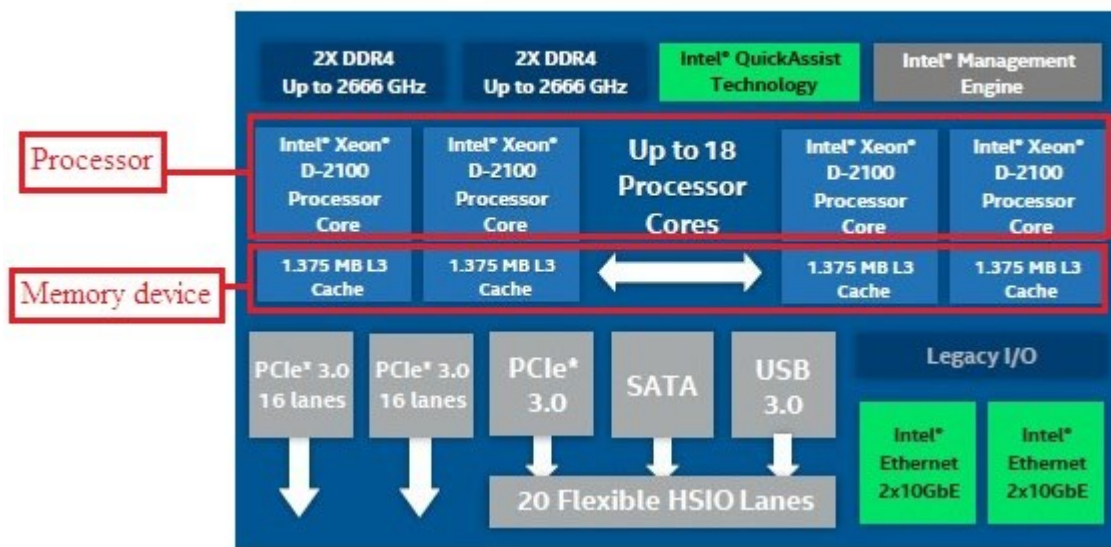 2X DDR4
Up to 2666 GHz
2X DDR4
Up to 2666 GHz
Intel® QuickAssist
Technology
Intel® Management
Engine
Processor
Intel® Xeon®
D-2100
Processor
Core
Intel® Xeon®
D-2100
Processor
Core
Up to 18
Processor
Cores
Intel® Xeon®
D-2100
Processor
Core
Intel® Xeon®
D-2100
Processor
Core
Memory device
1.375 MB L3
Cache
1.375 MB L3
Cache
1.375 MB L3
Cache
1.375 MB L3
Cache
PCIe* 3.0
16 lanes
PCIe* 3.0
16 lanes
PCIe*
3.0
SATA
USB
3.0
Legacy I/O
Intel®
Ethernet
2x10GbE
Intel®
Ethernet
2x10GbE
20 Flexible HSIO Lanes